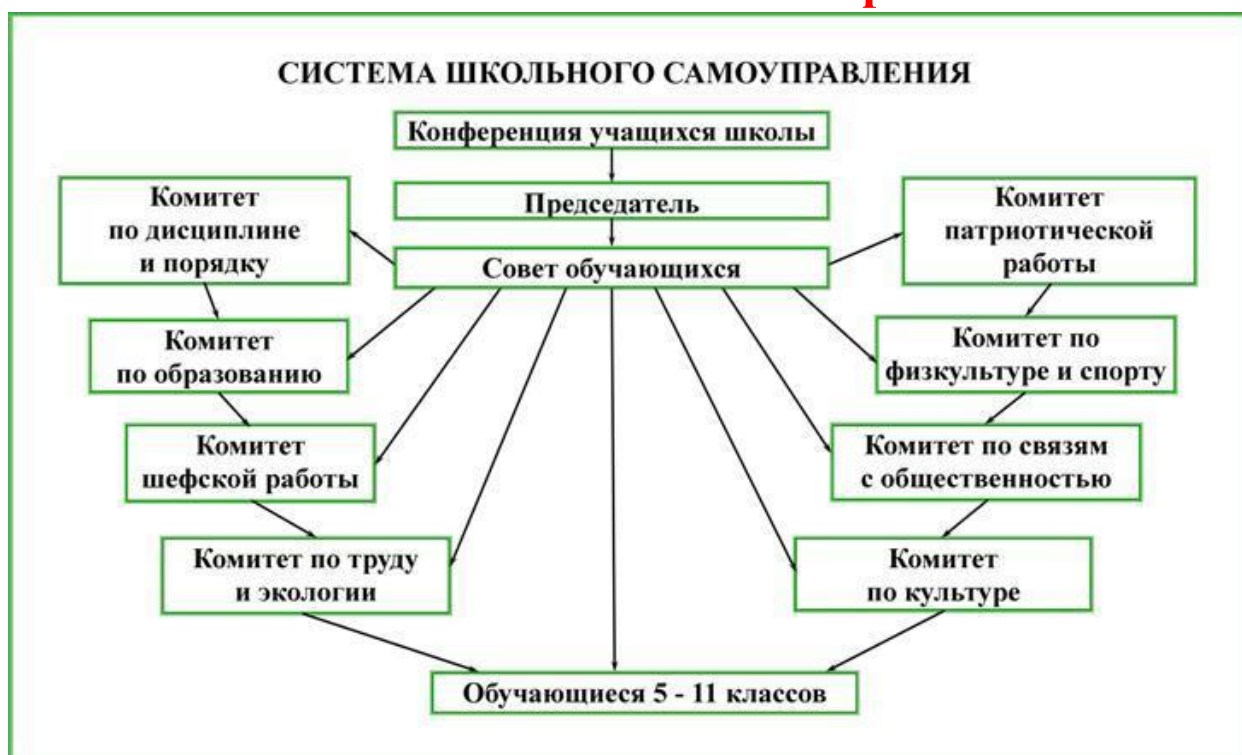 СИСТЕМА ШКОЛЬНОГО САМОУПРАВЛЕНИЯ
Конференция учащихся школы
Председатель
Совет обучающихся
Комитет
по дисциплине
и порядку
Комитет
по образованию
Комитет
шефской работы
Комитет по труду
и экологии
Комитет
патриотической
работы
Комитет по
физкультуре и спорту
Комитет по связям
с общественностью
Комитет
по культуре
Обучающиеся 5 - 11 классов